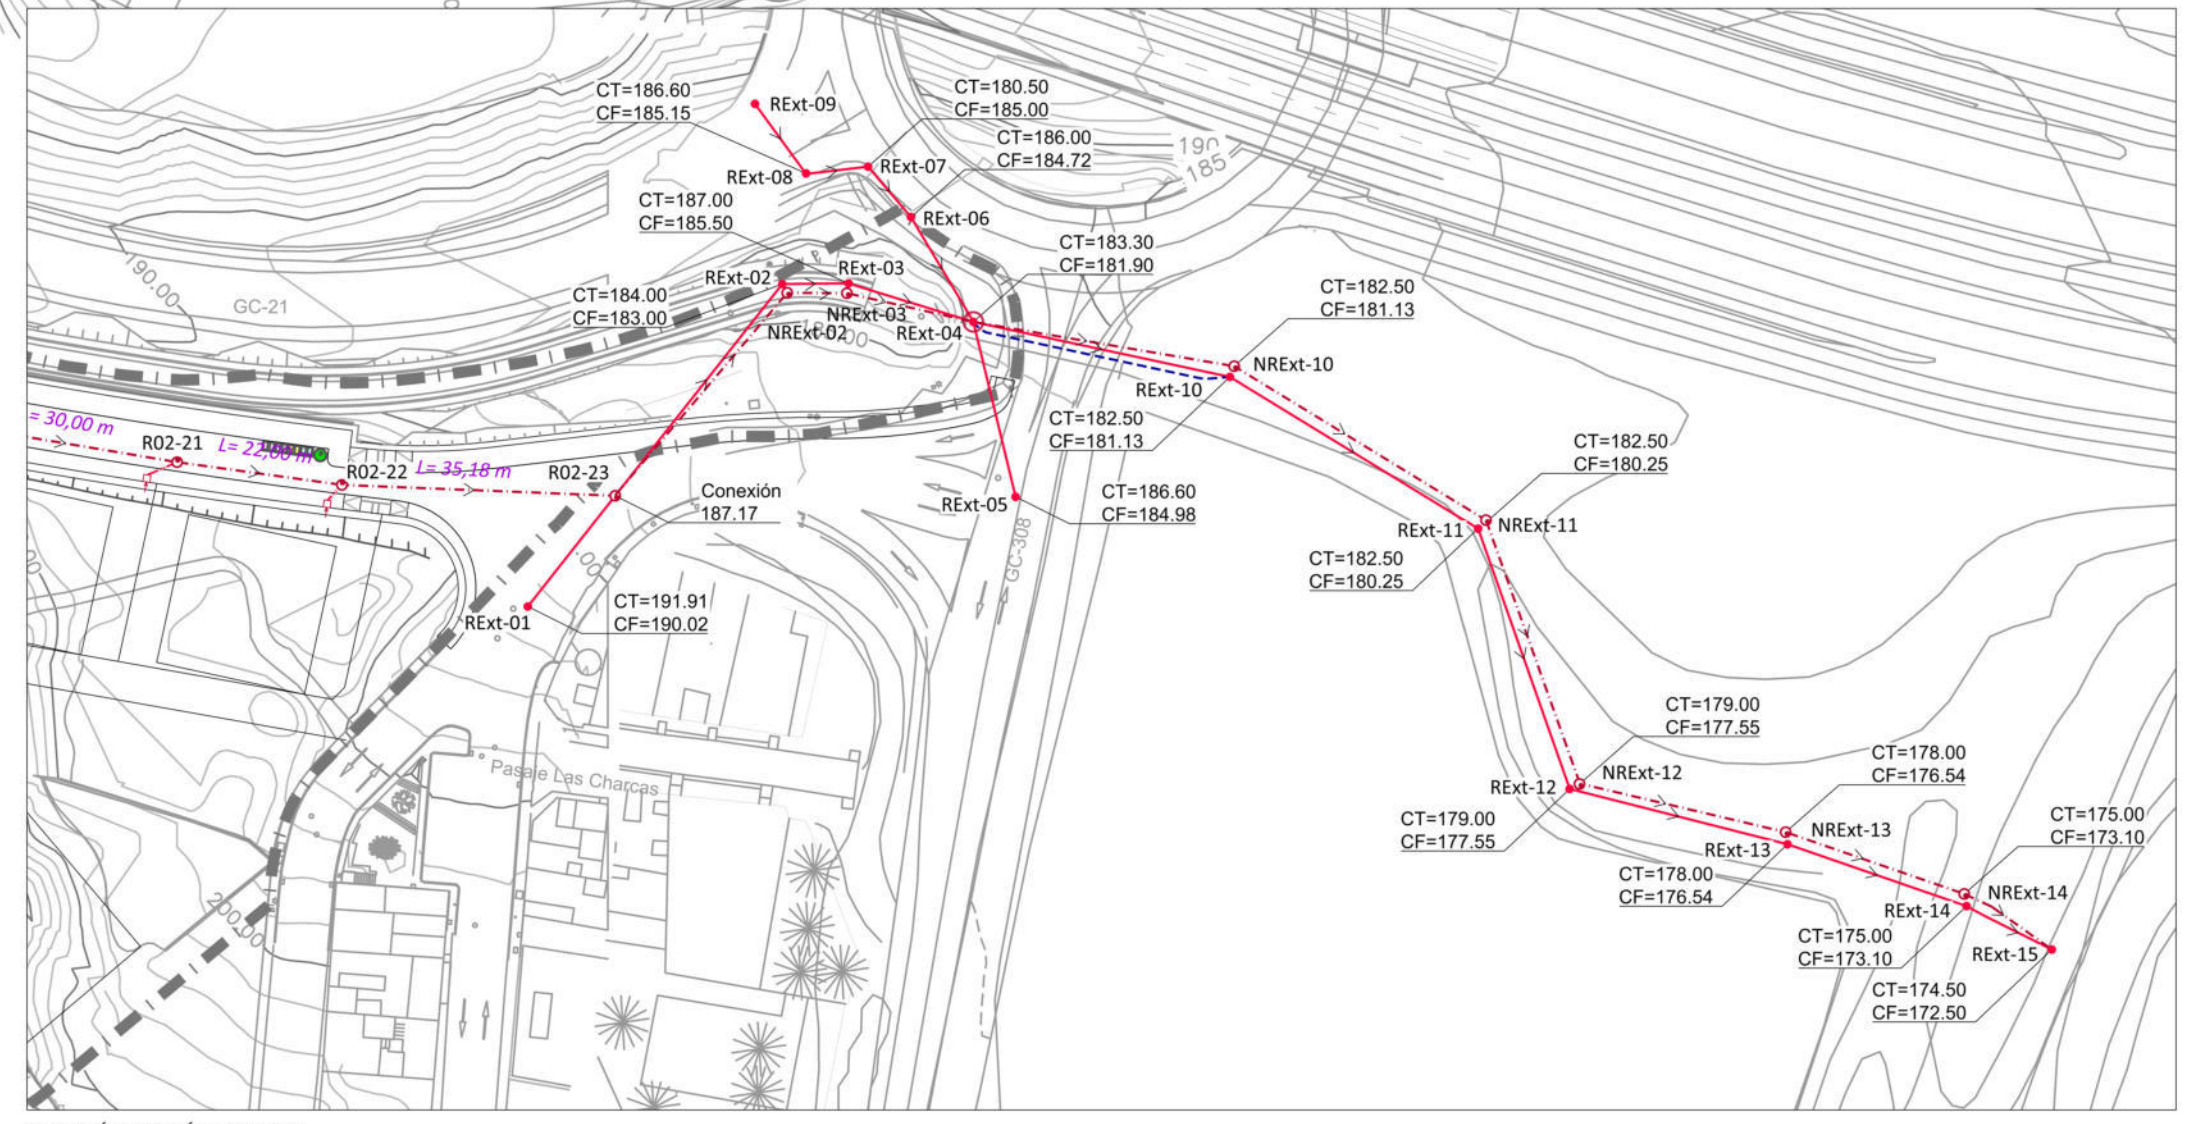 CT=186.60
CF=185.15
RExt-09
CT=180.50
CF=185.00
CT=186.00
CF=184.72
190
185
RExt-08
RExt-07
CT=187.00
CF=185.50
RExt-06
CT=183.30
CF=181.90
190.00
GC-21
RExt-02
RExt-03
CT=184.00
CF=183.00
NRExt-03
NRExt-02
RExt-04
CT=182.50
CF=181.13
NRExt-10
RExt-10
CT=182.50
CF=181.13
= 30,00 m
R02-21
L= 22,00 m
R02-22
L= 35,18 m
R02-23
Conexión
187.17
RExt-05
CT=186.60
CF=184.98
GC-308
CT=182.50
CF=180.25
RExt-11
NRExt-11
CT=182.50
CF=180.25
RExt-01
CT=191.91
CF=190.02
Pasaje Las Charcas
CT=179.00
CF=177.55
NRExt-12
RExt-12
CT=179.00
CF=177.55
CT=178.00
CF=176.54
NRExt-13
RExt-13
CT=178.00
CF=176.54
CT=175.00
CF=173.10
NRExt-14
RExt-14
CT=175.00
CF=173.10
RExt-15
CT=174.50
CF=172.50
200.00